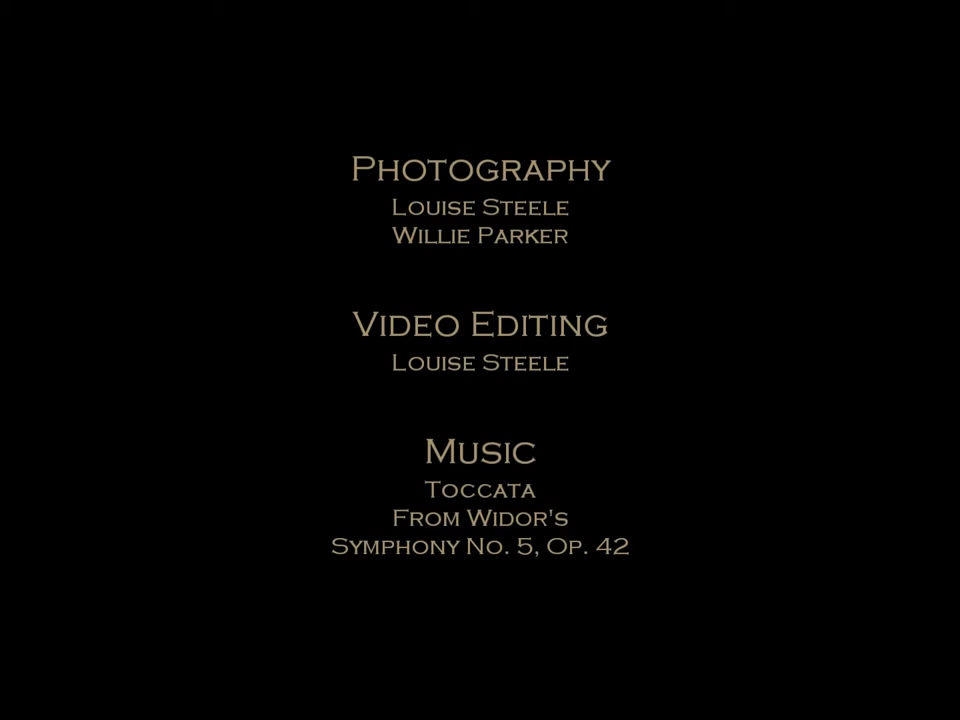 Photography
Louise Steele
Willie Parker
Video Editing
Louise Steele
Music
Toccata
From Widor's
Symphony No. 5, Op. 42